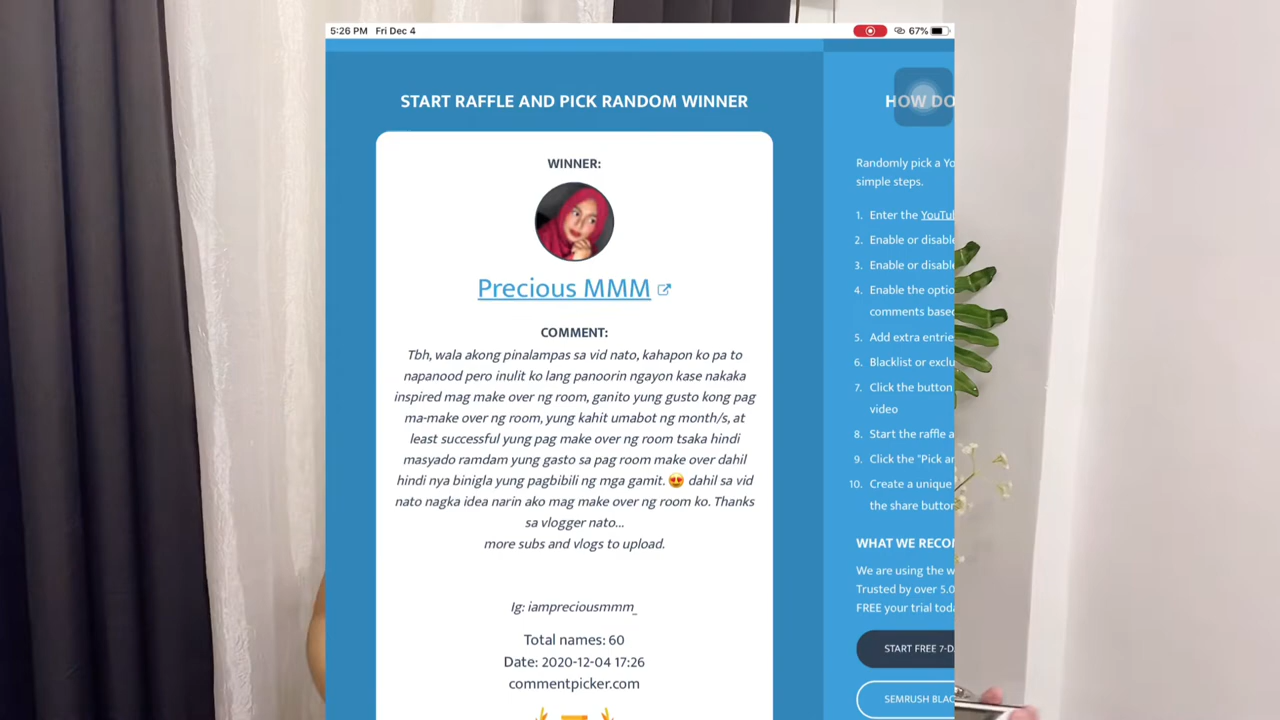 5:26 PM Fri Dec 4
67%
START RAFFLE AND PICK RANDOM WINNER
WINNER:
Precious MMM
COMMENT:
Tbh, wala akong pinalampas sa vid nato, kahapon ko pa to
napanood pero inulit ko lang panoorin ngayon kase nakaka
inspired mag make over ng room, ganito yung gusto kong pag
ma-make over ng room, yung kahit umabot ng month/s, at
least successful yung pag make over ng room tsaka hindi
masyado ramdam yung gasto sa pag room make over dahil
hindi nya binigla yung pagbibili ng mga gamit. 😍 dahil sa vid
nato nagka idea narin ako mag make over ng room ko. Thanks
sa vlogger nato...
more subs and vlogs to upload.
Ig: iampreciousmmm_
Total names: 60
Date: 2020-12-04 17:26
commentpicker.com
HOW DO
Randomly pick a Yo
simple steps.
1. Enter the YouTu
2. Enable or disable
3. Enable or disable
4. Enable the optio
comments based
5. Add extra entrie
6. Blacklist or exclu
7. Click the button
video
8. Start the raffle a
9. Click the "Pick an
10. Create a unique
the share button
WHAT WE RECOM
We are using the w
Trusted by over 5.0
FREE your trial toda
START FREE 7-D
SEMRUSH BLAC